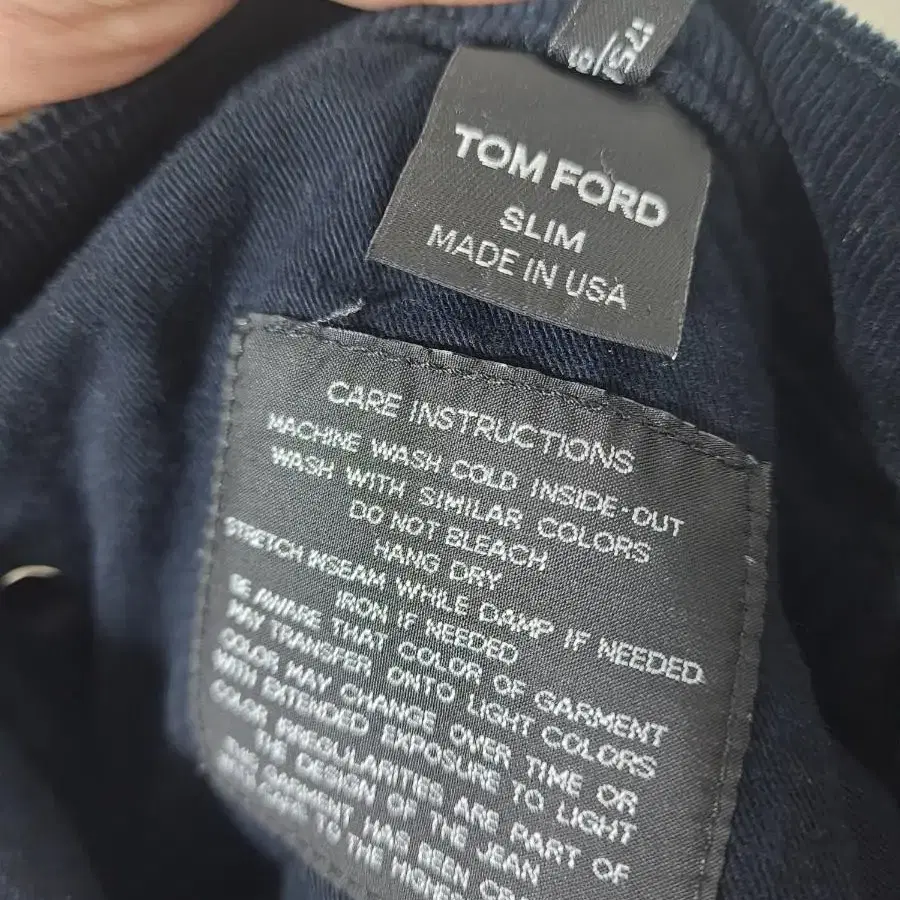 TOM FORD
SLIM
MADE IN USA
CARE INSTRUCTIONS
MACHINE WASH COLD INSIDE-OUT
WASH WITH SIMILAR COLORS
DO NOT BLEACH
HANG DRY
STRETCH INSEAM WHILE DAMP IF NEEDED
IRON IF NEEDED
BE AWARE THAT COLOR OF GARMENT
MAY TRANSFER ONTO LIGHT COLORS
COLOR MAY CHANGE OVER TIME OR
WITH EXTENDED EXPOSURE TO LIGHT
COLOR IRREGULARITIES ARE PART OF
THE DESIGN OF THE JEAN
THIS GARMENT HAS BEEN
TO THE